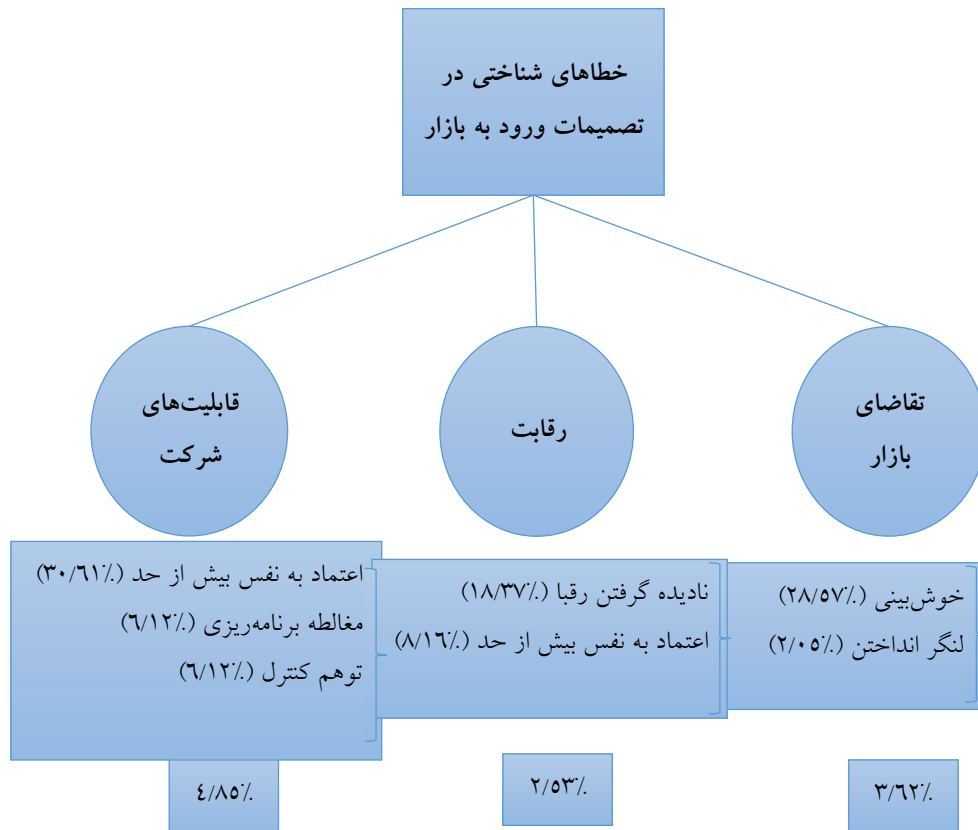 خطاهای شناختی در
تصمیمات ورود به بازار
تقاضای
بازار
رقابت
قابلیت‌های
شرکت
خوش‌بینی (۲۸/۵۷٪)
لنگر انداختن (۲/۰۵٪)
نادیده گرفتن رقبا (۱۸/۳۷٪)
اعتماد به نفس بیش از حد (۸/۱۶٪)
اعتماد به نفس بیش از حد (۳۰/۶۱٪)
مغالطه برنامه‌ریزی (۶/۱۲٪)
توهم کنترل (۶/۱۲٪)
۳/۶۲٪
۲/۵۳٪
۴/۸۵٪